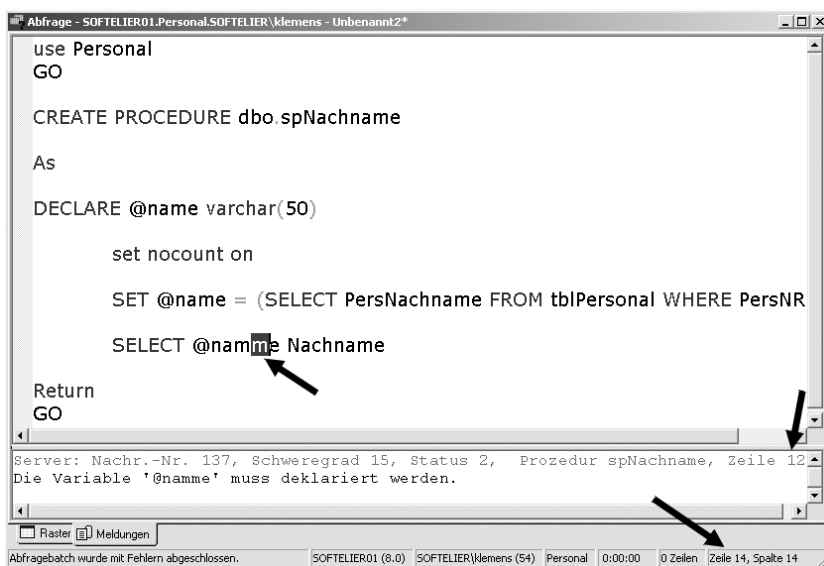 Abfrage - SOFTELIER01.Personal.SOFTELIER\klemens - Unbenannt2*
use Personal
GO
CREATE PROCEDURE dbo.spNachname
As
DECLARE @name varchar(50)
set nocount on
SET @name = (SELECT PersNachname FROM tblPersonal WHERE PersNR
SELECT @namme Nachname
Return
GO
Server: Nachr.-Nr. 137, Schweregrad 15, Status 2, Prozedur spNachname, Zeile 12
Die Variable '@namme' muss deklariert werden.
Raster Meldungen
Abfragebatch wurde mit Fehlern abgeschlossen. SOFTELIER01 (8.0) SOFTELIER\klemens (54) Personal 0:00:00 0 Zeilen Zeile 14, Spalte 14